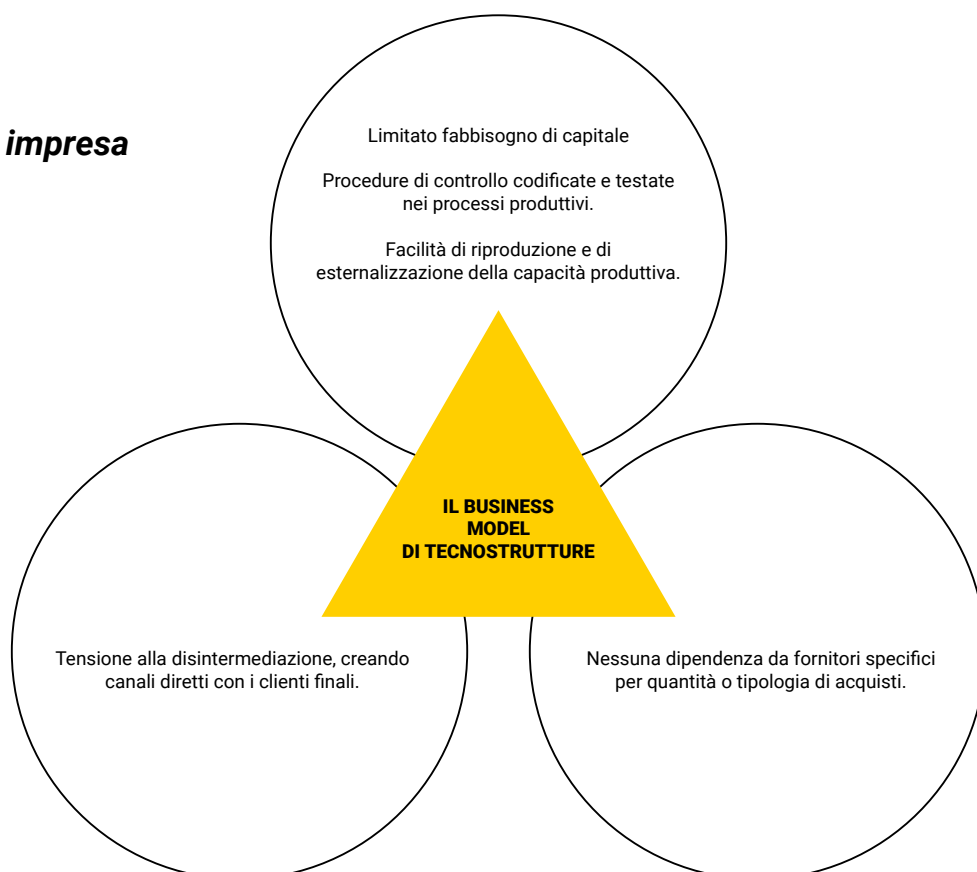 impresa
Limitato fabbisogno di capitale
Procedure di controllo codificate e testate
nei processi produttivi.
Facilità di riproduzione e di
esternalizzazione della capacità produttiva.
IL BUSINESS
MODEL
DI TECNOSTRUTTURE
Tensione alla disintermediazione, creando
canali diretti con i clienti finali.
Nessuna dipendenza da fornitori specifici
per quantità o tipologia di acquisti.